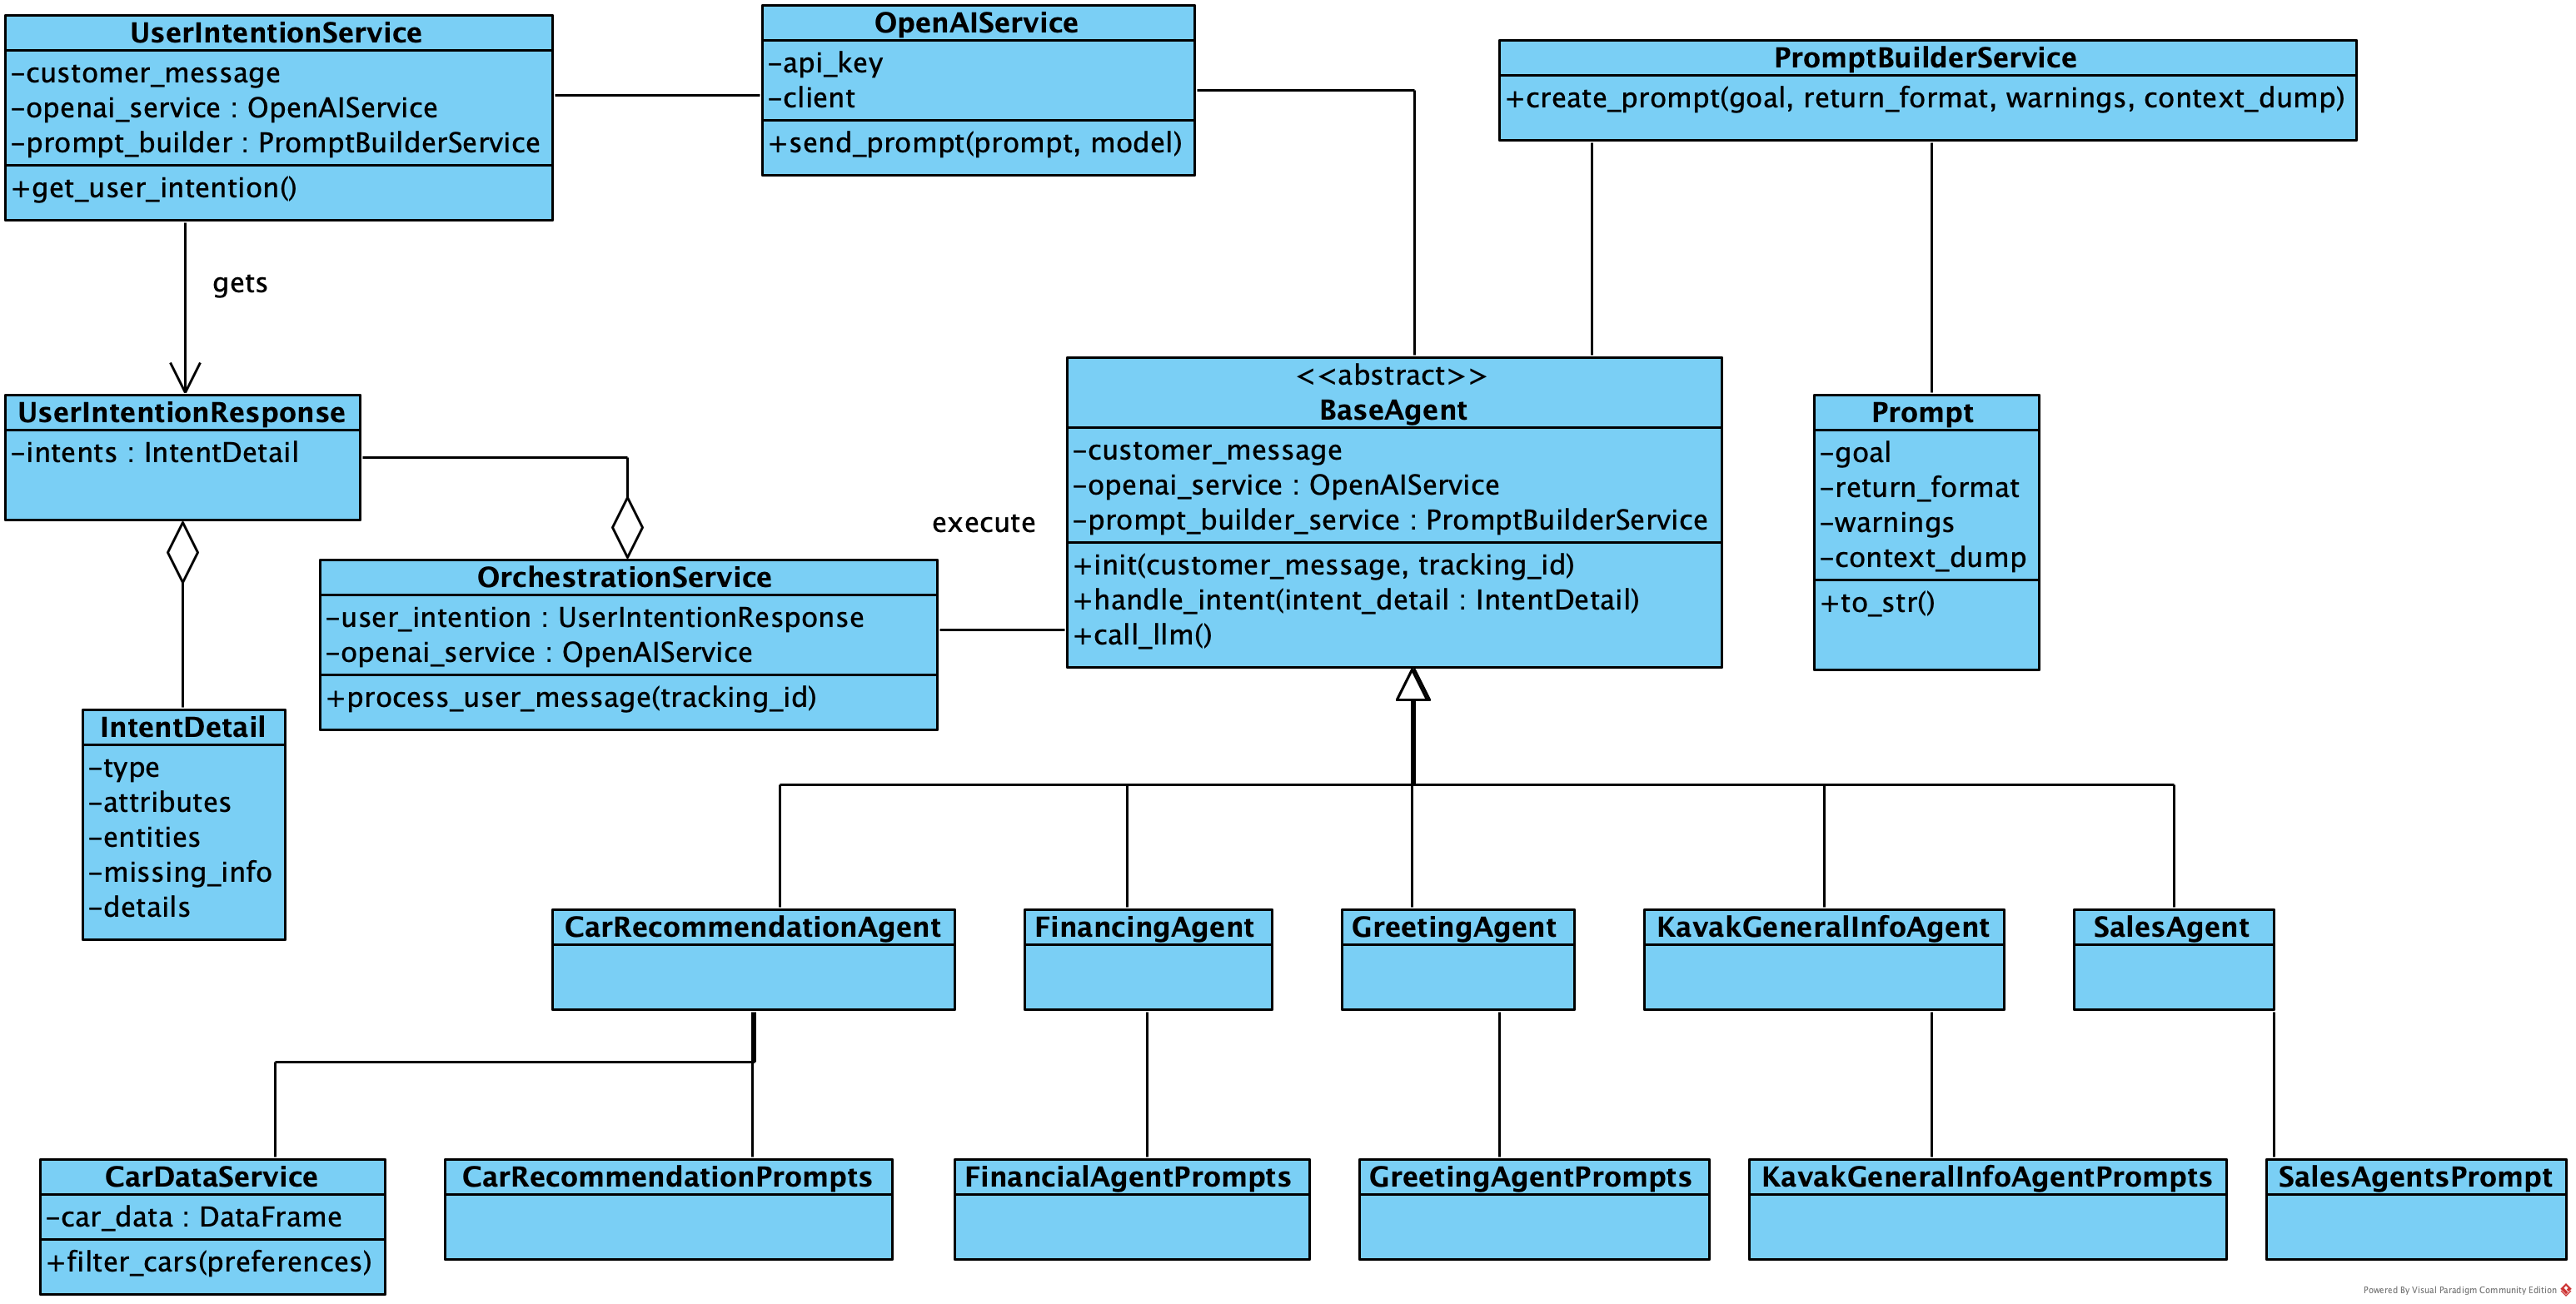 UserIntentionService
-customer_message
-openai_service : OpenAIService
-prompt_builder : PromptBuilderService
+get_user_intention()
OpenAIService
-api_key
-client
+send_prompt(prompt, model)
PromptBuilderService
+create_prompt(goal, return_format, warnings, context_dump)
gets
UserIntentionResponse
-intents : IntentDetail
<<abstract>>
BaseAgent
-customer_message
-openai_service : OpenAIService
-prompt_builder_service : PromptBuilderService
+init(customer_message, tracking_id)
+handle_intent(intent_detail : IntentDetail)
+call_llm()
Prompt
-goal
-return_format
-warnings
-context_dump
+to_str()
execute
OrchestrationService
-user_intention : UserIntentionResponse
-openai_service : OpenAIService
+process_user_message(tracking_id)
IntentDetail
-type
-attributes
-entities
-missing_info
-details
CarRecommendationAgent
FinancingAgent
GreetingAgent
KavakGeneralInfoAgent
SalesAgent
CarDataService
-car_data : DataFrame
+filter_cars(preferences)
CarRecommendationPrompts
FinancialAgentPrompts
GreetingAgentPrompts
KavakGeneralInfoAgentPrompts
SalesAgentsPrompt
Powered By Visual Paradigm Community Edition